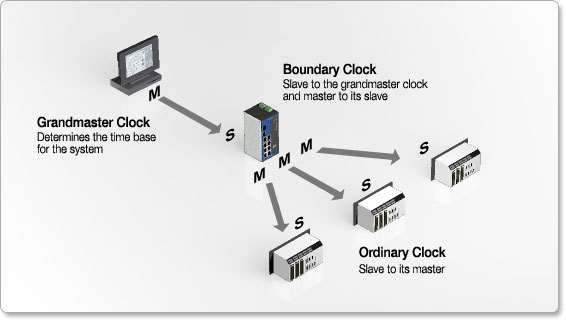 Boundary Clock
Slave to the grandmaster clock
and master to its slave
M
Grandmaster Clock
Determines the time base
for the system
S
M
M
M
S
S
S
Ordinary Clock
Slave to its master